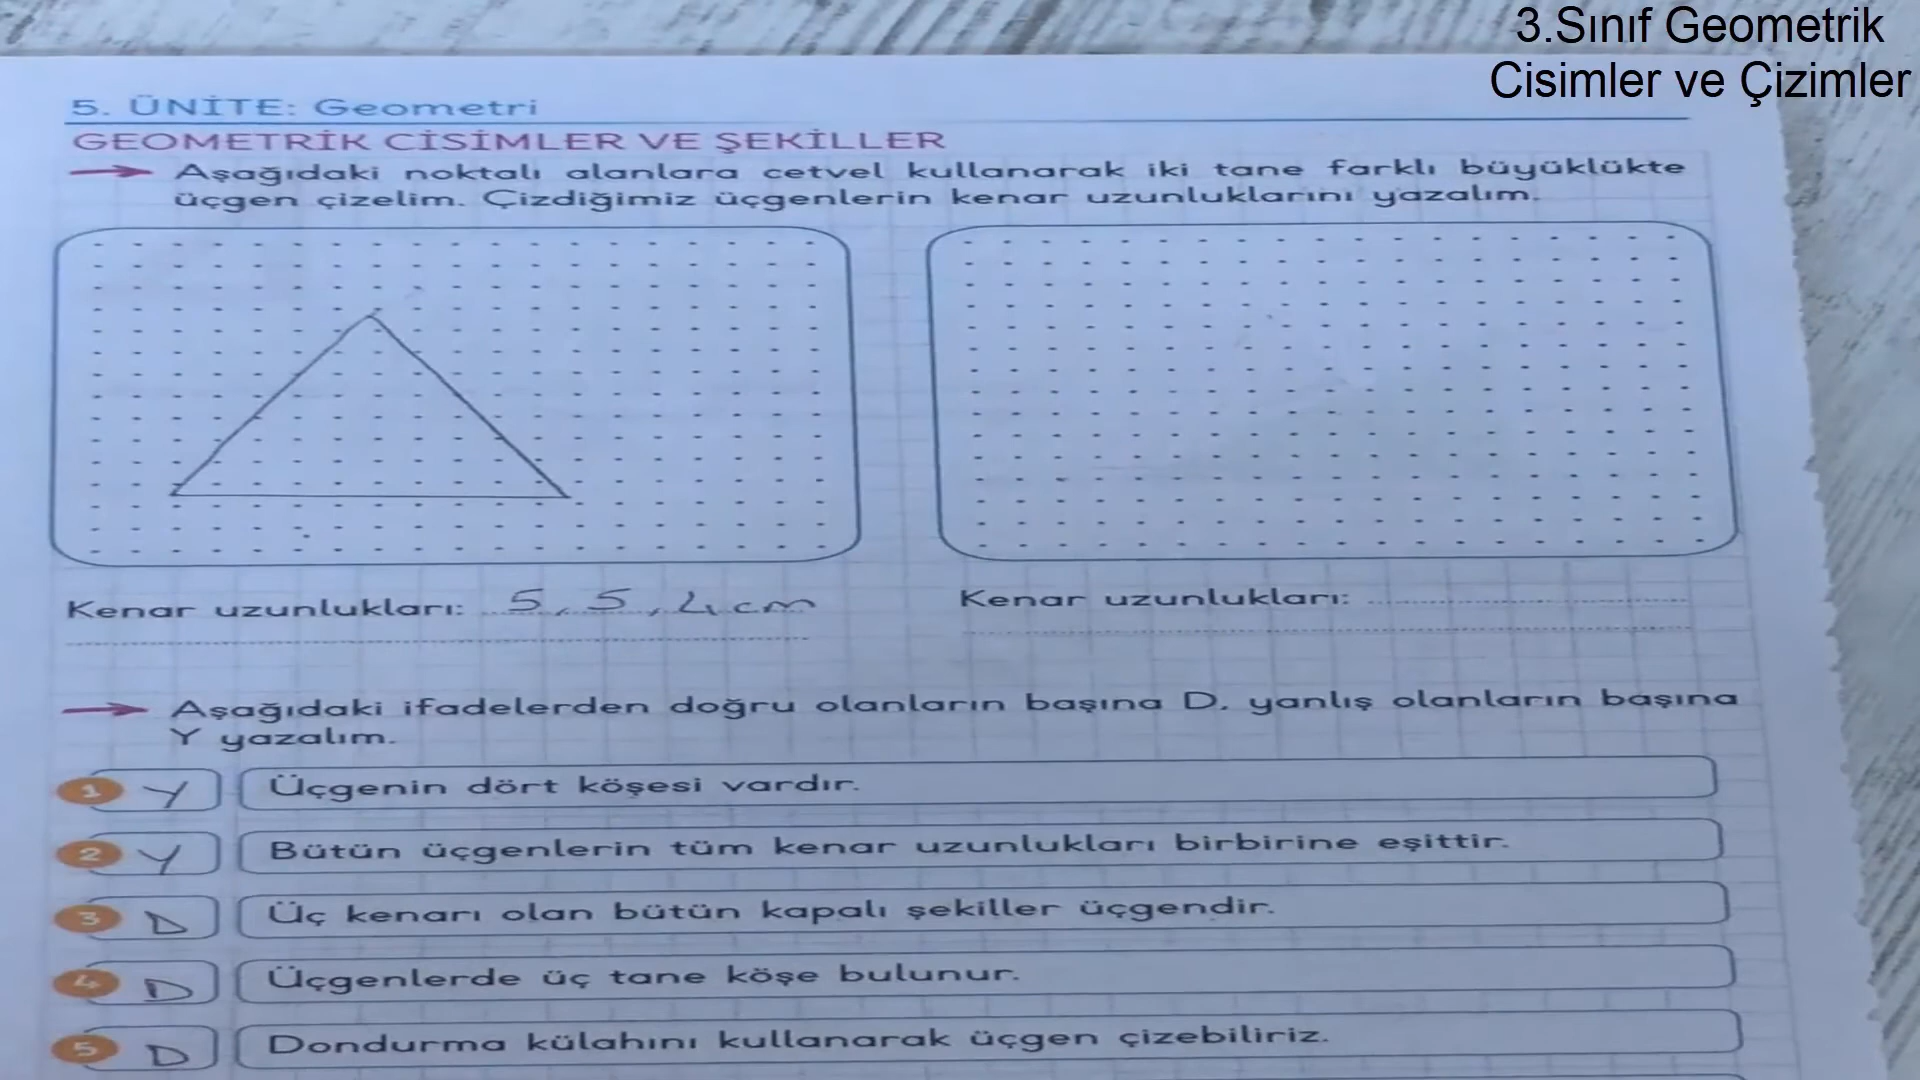 3.Sınıf Geometrik
Cisimler ve Çizimler
5. ÜNİTE: Geometri
GEOMETRİK CİSİMLER VE ŞEKİLLER
Aşağıdaki noktalı alanlara cetvel kullanarak iki tane farklı büyüklükte
üçgen çizelim. Çizdiğimiz üçgenlerin kenar uzunluklarını yazalım.
Kenar uzunlukları: 5, 5, 4 cm
Kenar uzunlukları:
Aşağıdaki ifadelerden doğru olanların başına D, yanlış olanların başına
Y yazalım.
1 Y Üçgenin dört köşesi vardır.
2 Y Bütün üçgenlerin tüm kenar uzunlukları birbirine eşittir.
3 D Üç kenarı olan bütün kapalı şekiller üçgendir.
4 D Üçgenlerde üç tane köşe bulunur.
5 D Dondurma külahını kullanarak üçgen çizebiliriz.